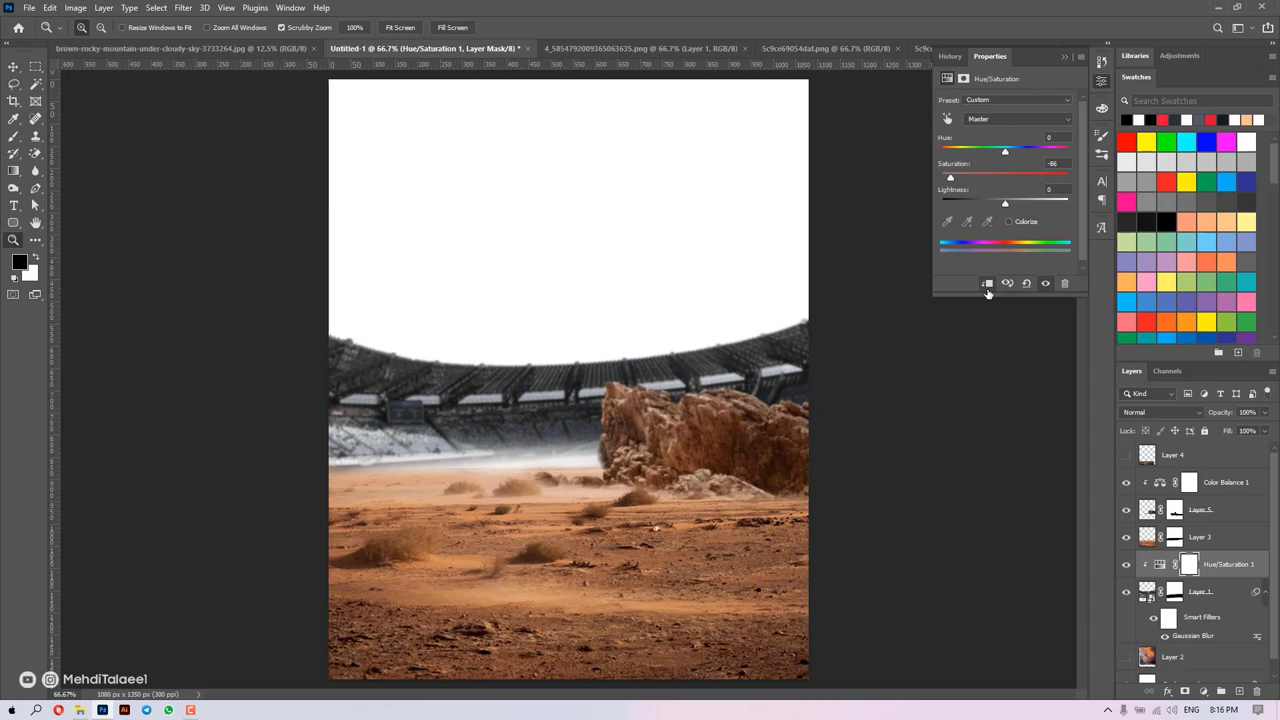 File Edit Image Layer Type Select Filter 3D View Plugins Window Help
Resize Windows to Fit Zoom All Windows Scrubby Zoom 100% Fit Screen Fill Screen
brown-rocky-mountain-under-cloudy-sky-3733264.jpg @ 12.5% (RGB/8) × Untitled-1 @ 66.7% (Hue/Saturation 1, Layer Mask/8) * × 4_5854792009365063635.png @ 66.7% (Layer 1, RGB/8) × 5c9ce69054daf.png @ 66.7% (RGB/8) ×
History Properties
Libraries Adjustments
Hue/Saturation
Swatches
Preset: Custom
Search Swatches
Master
Hue: 0
Saturation: -86
Lightness: 0
Colorize
Layers Channels
Kind
Normal Opacity: 100%
Lock: Fill: 100%
Layer 4
Color Balance 1
Layer 5
Layer 3
Hue/Saturation 1
Layer 1
Smart Filters
Gaussian Blur
Layer 2
MehdiTalaee1
66.67% 1080 px x 1350 px (300 ppi)
ENG 8:16 PM